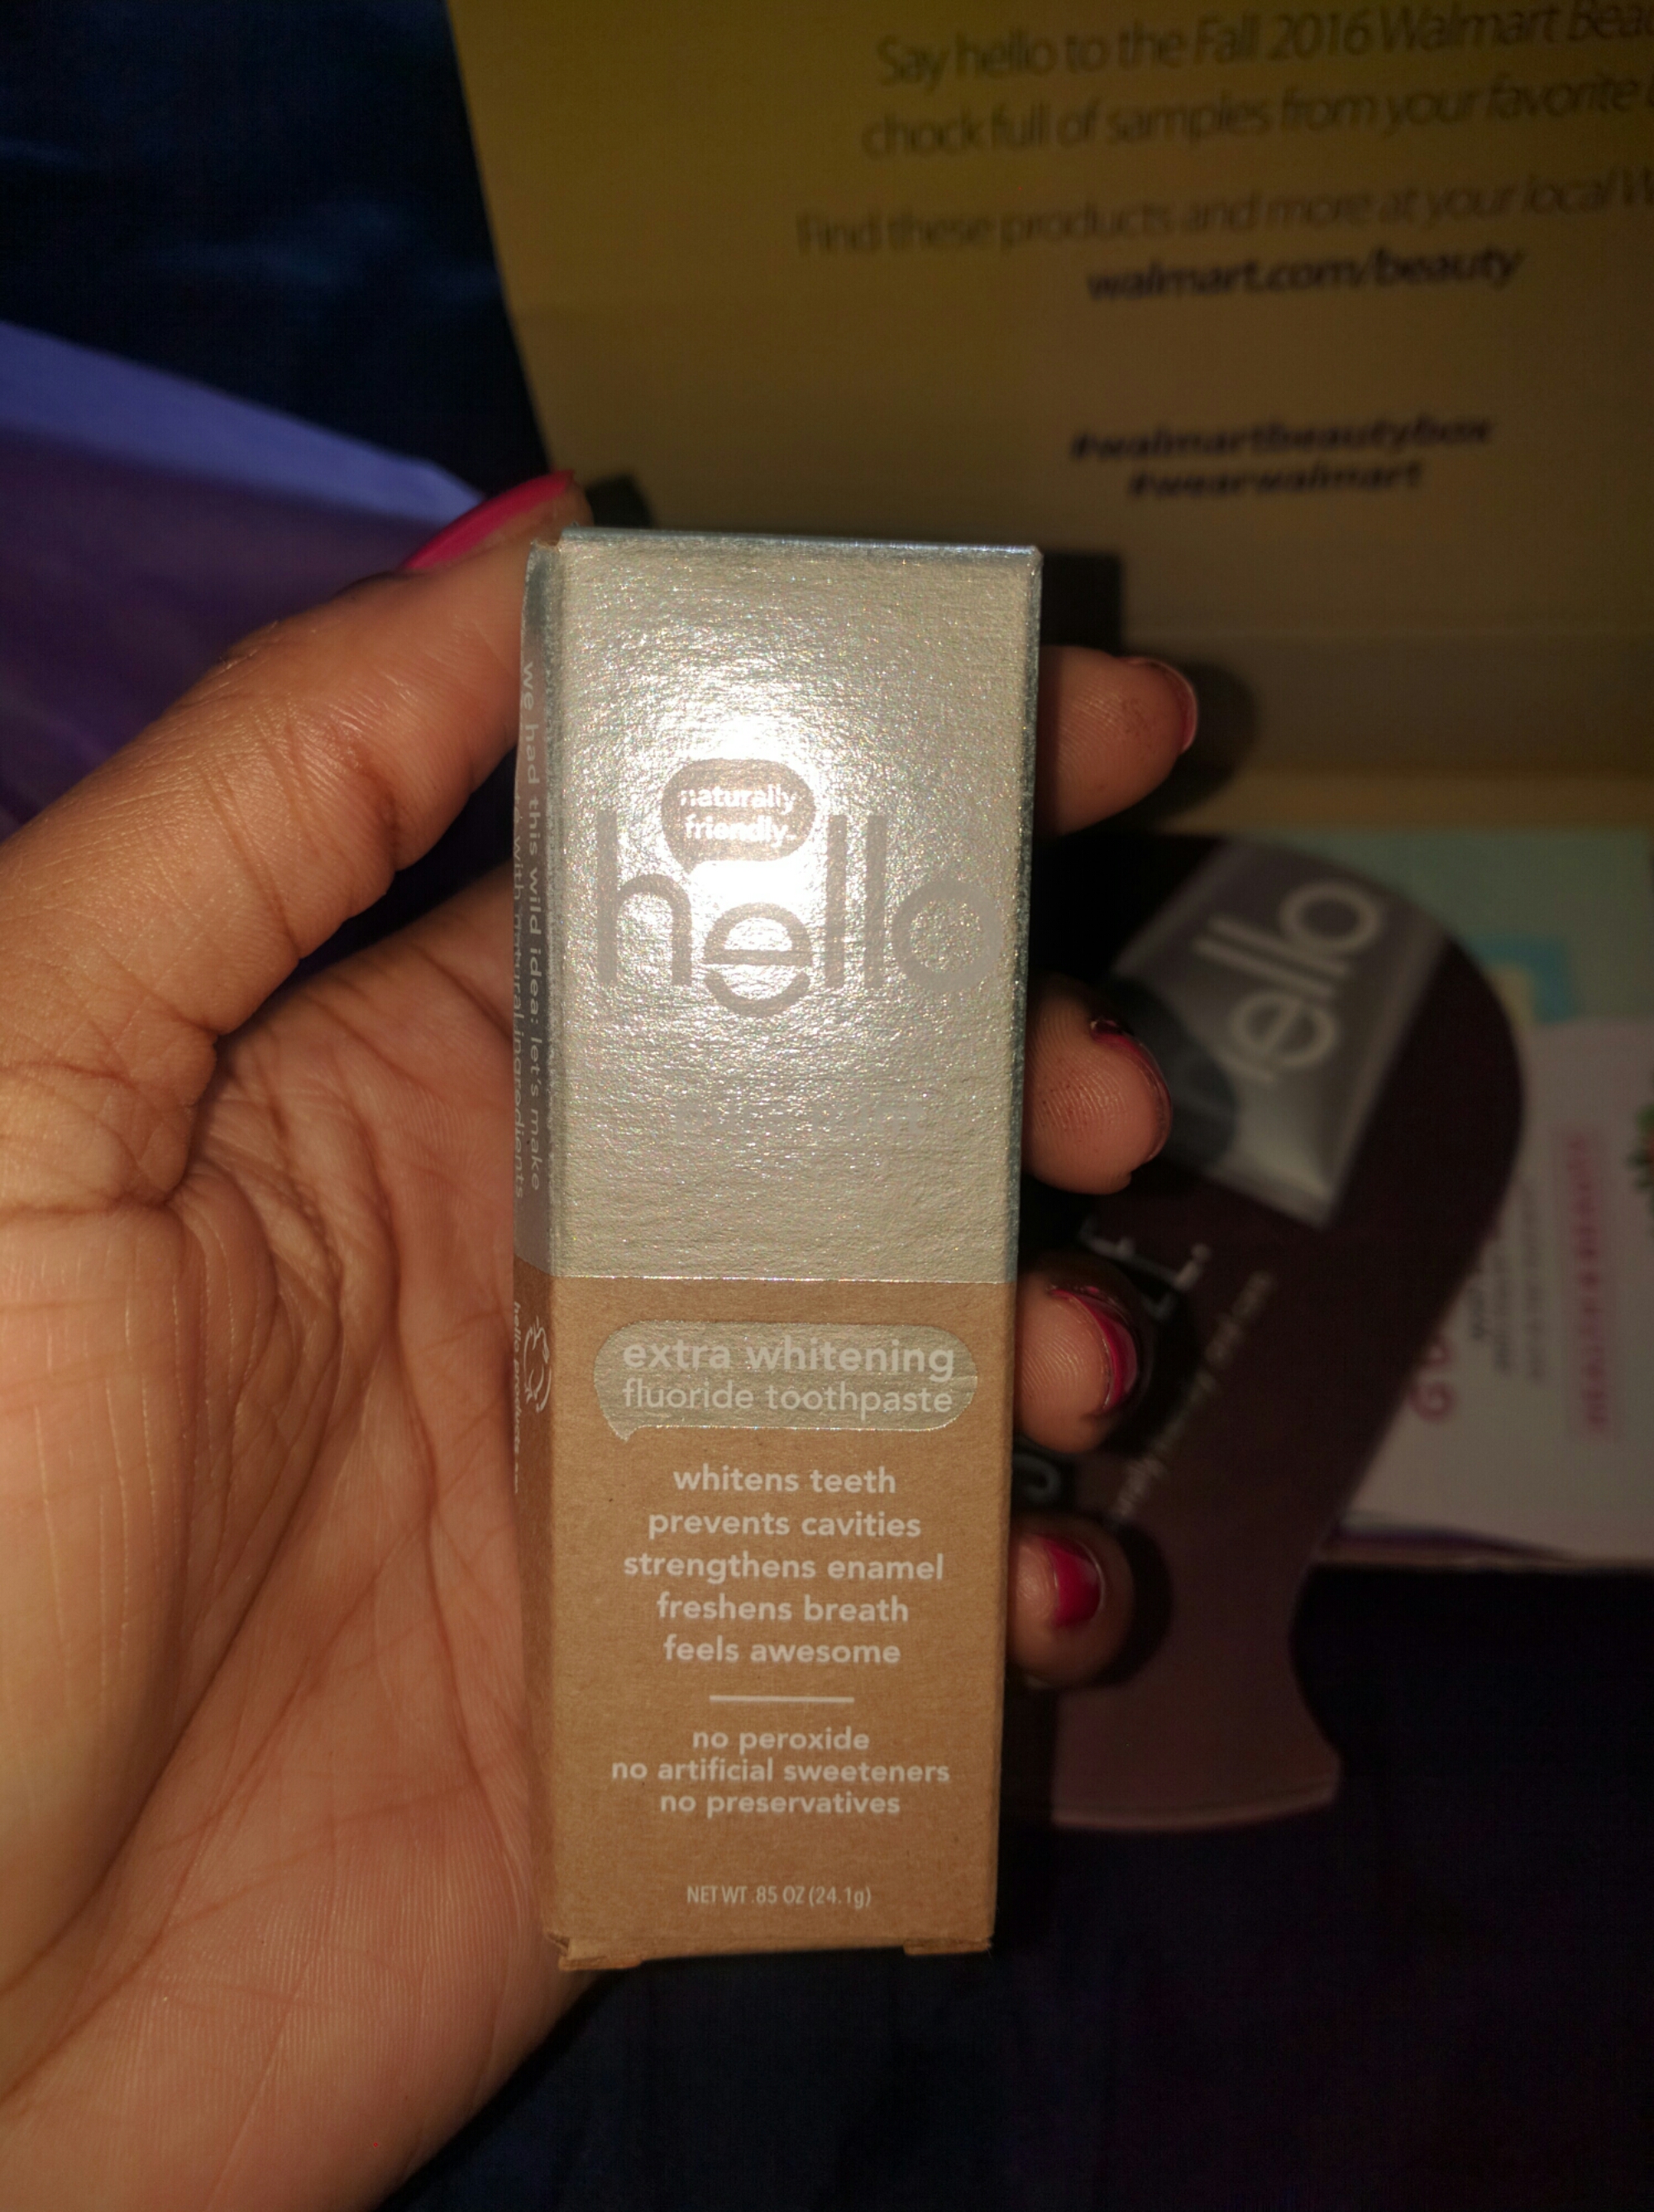 Say hello to the Fall 2016 Walmart
chock full of samples from your favorite
Find these products and more at your local
walmart.com/beauty
#walmartbeautybox
#wearwalmart
naturally
friendly
hello
extra whitening
fluoride toothpaste
whitens teeth
prevents cavities
strengthens enamel
freshens breath
feels awesome
no peroxide
no artificial sweeteners
no preservatives
NET WT .85 OZ (24.1g)
we had this wild idea: let's make
with natural ingredients
hello